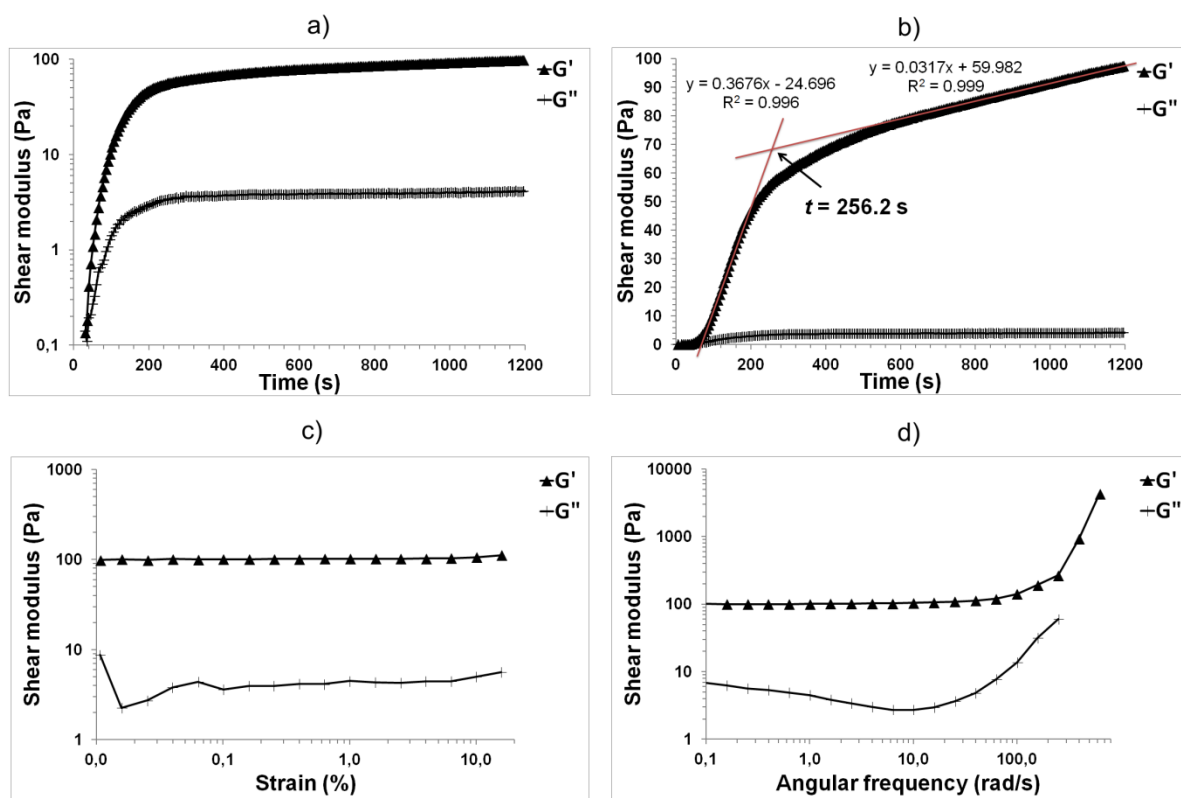 a)
100
10
1
0,1
Shear modulus (Pa)
0
200
400
600
800
1000
1200
Time (s)
G'
G"
b)
100
90
80
70
60
50
40
30
20
10
0
Shear modulus (Pa)
0
200
400
600
800
1000
1200
Time (s)
y = 0.3676x - 24.696
R² = 0.996
y = 0.0317x + 59.982
R² = 0.999
t = 256.2 s
G'
G"
c)
1000
100
10
1
Shear modulus (Pa)
0,0
0,1
1,0
10,0
Strain (%)
G'
G"
d)
10000
1000
100
10
1
Shear modulus (Pa)
0,1
1,0
10,0
100,0
Angular frequency (rad/s)
G'
G"